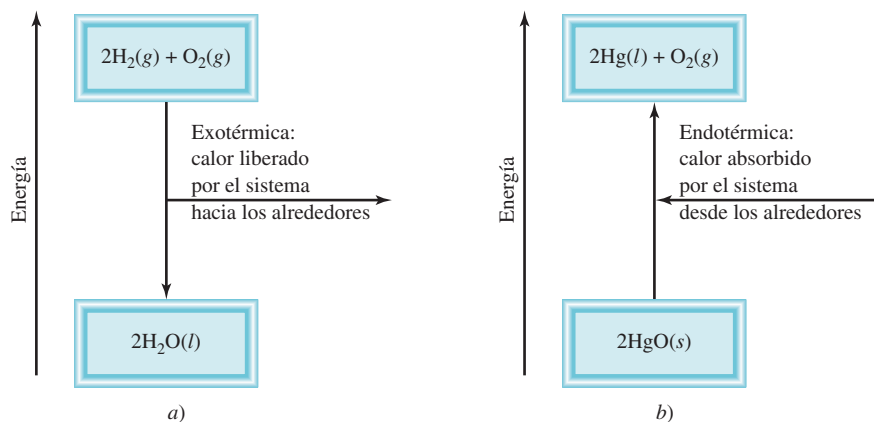 Energía
2H₂(g) + O₂(g)
Exotérmica:
calor liberado
por el sistema
hacia los alrededores
2H₂O(l)
a)
Energía
2Hg(l) + O₂(g)
Endotérmica:
calor absorbido
por el sistema
desde los alrededores
2HgO(s)
b)